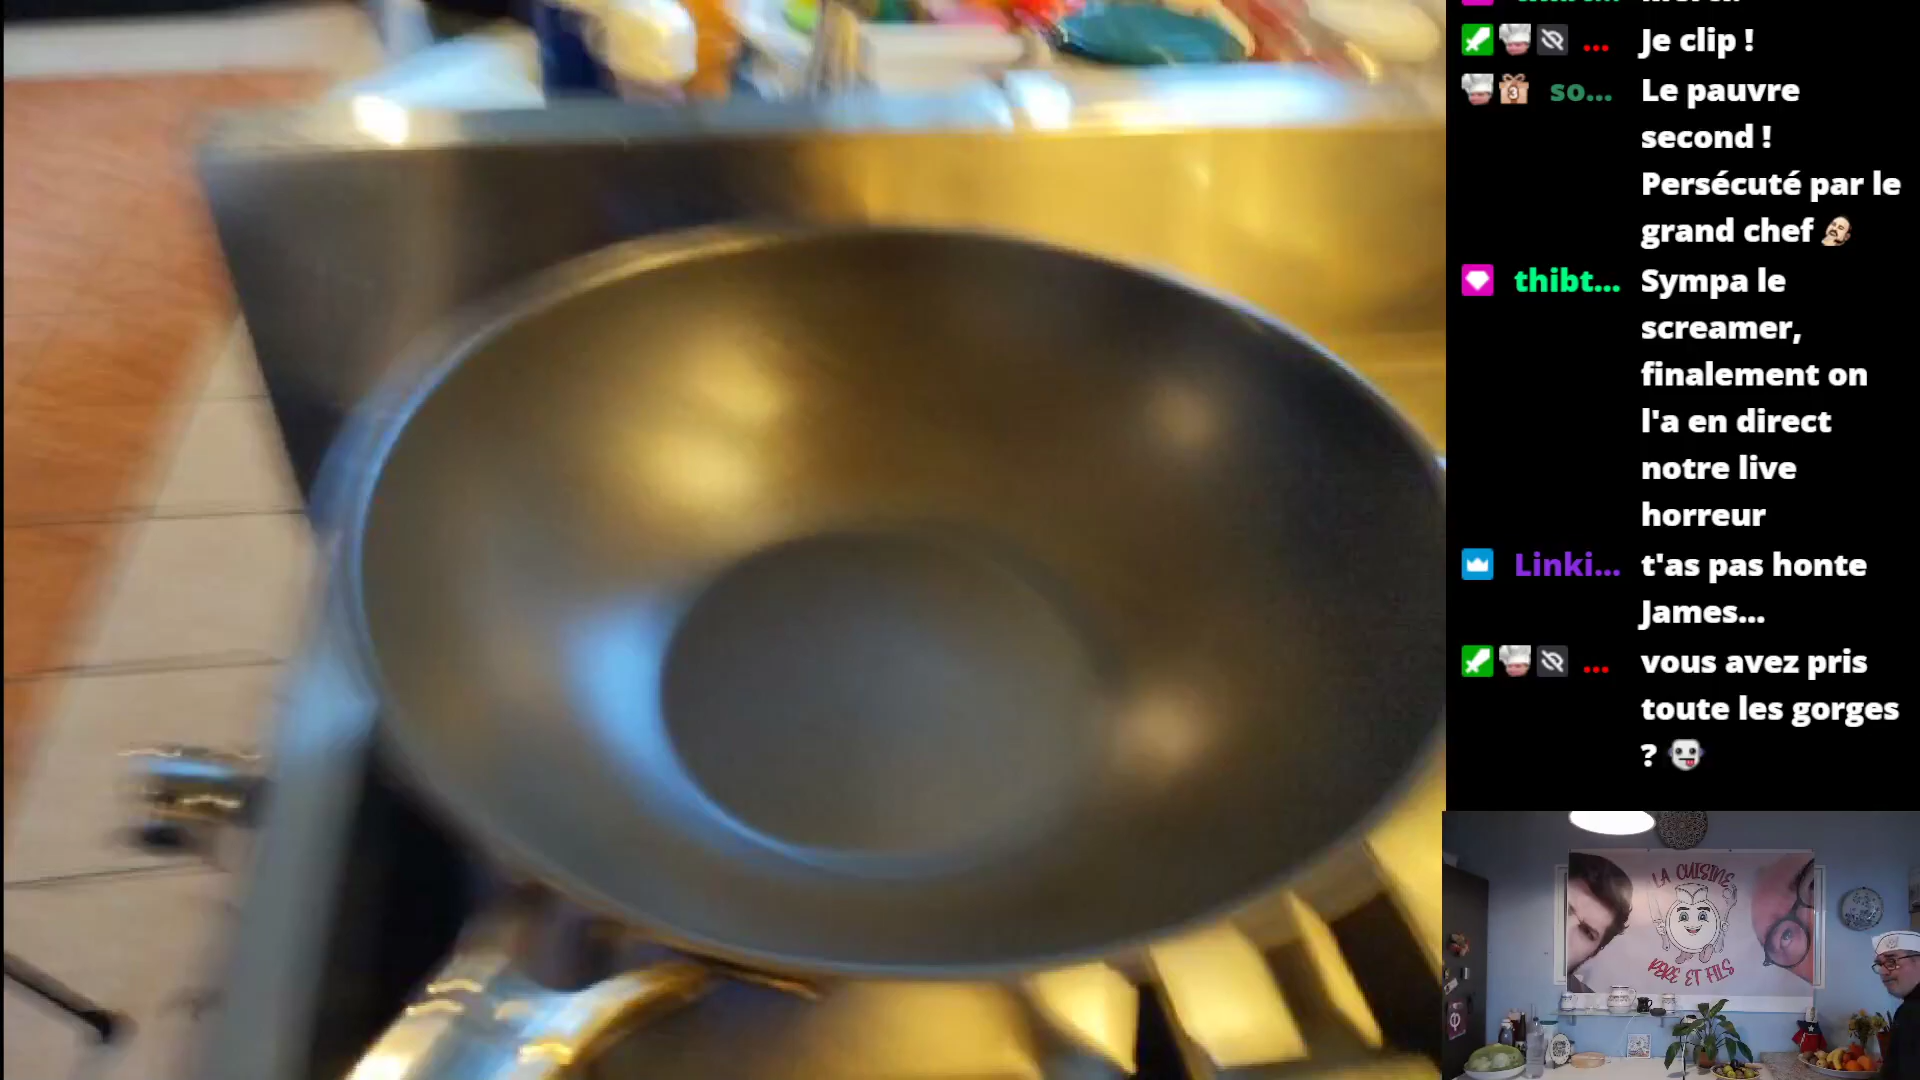 Je clip !
so... Le pauvre
second !
Persécuté par le
grand chef
thibt... Sympa le
screamer,
finalement on
l'a en direct
notre live
horreur
Linki... t'as pas honte
James...
... vous avez pris
toute les gorges
?
LA CUISINE
PERE ET FILS